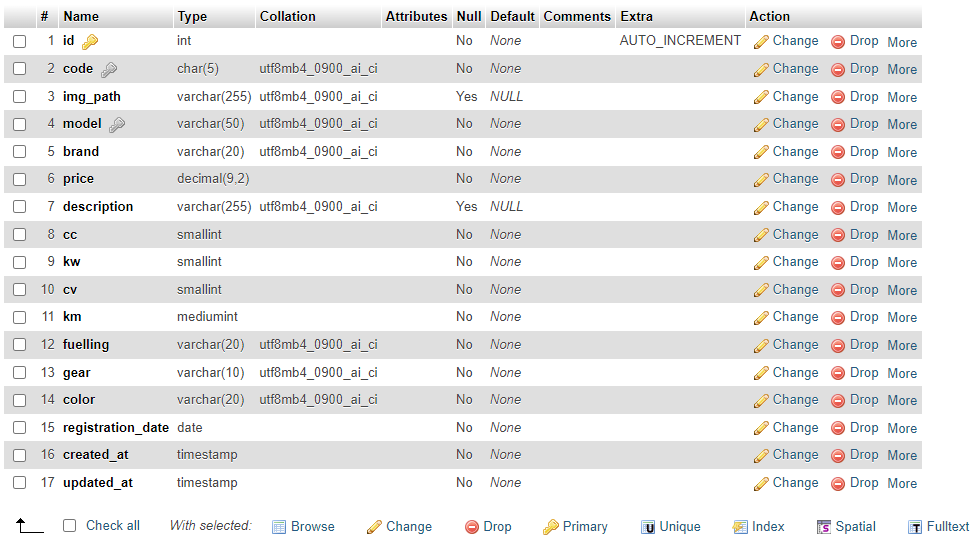 # Name Type Collation Attributes Null Default Comments Extra Action
1 id int No None AUTO_INCREMENT Change Drop More
2 code char(5) utf8mb4_0900_ai_ci No None Change Drop More
3 img_path varchar(255) utf8mb4_0900_ai_ci Yes NULL Change Drop More
4 model varchar(50) utf8mb4_0900_ai_ci No None Change Drop More
5 brand varchar(20) utf8mb4_0900_ai_ci No None Change Drop More
6 price decimal(9,2) No None Change Drop More
7 description varchar(255) utf8mb4_0900_ai_ci Yes NULL Change Drop More
8 cc smallint No None Change Drop More
9 kw smallint No None Change Drop More
10 cv smallint No None Change Drop More
11 km mediumint No None Change Drop More
12 fuelling varchar(20) utf8mb4_0900_ai_ci No None Change Drop More
13 gear varchar(10) utf8mb4_0900_ai_ci No None Change Drop More
14 color varchar(20) utf8mb4_0900_ai_ci No None Change Drop More
15 registration_date date No None Change Drop More
16 created_at timestamp No None Change Drop More
17 updated_at timestamp No None Change Drop More
Check all With selected: Browse Change Drop Primary U Unique Index S Spatial T Fulltext